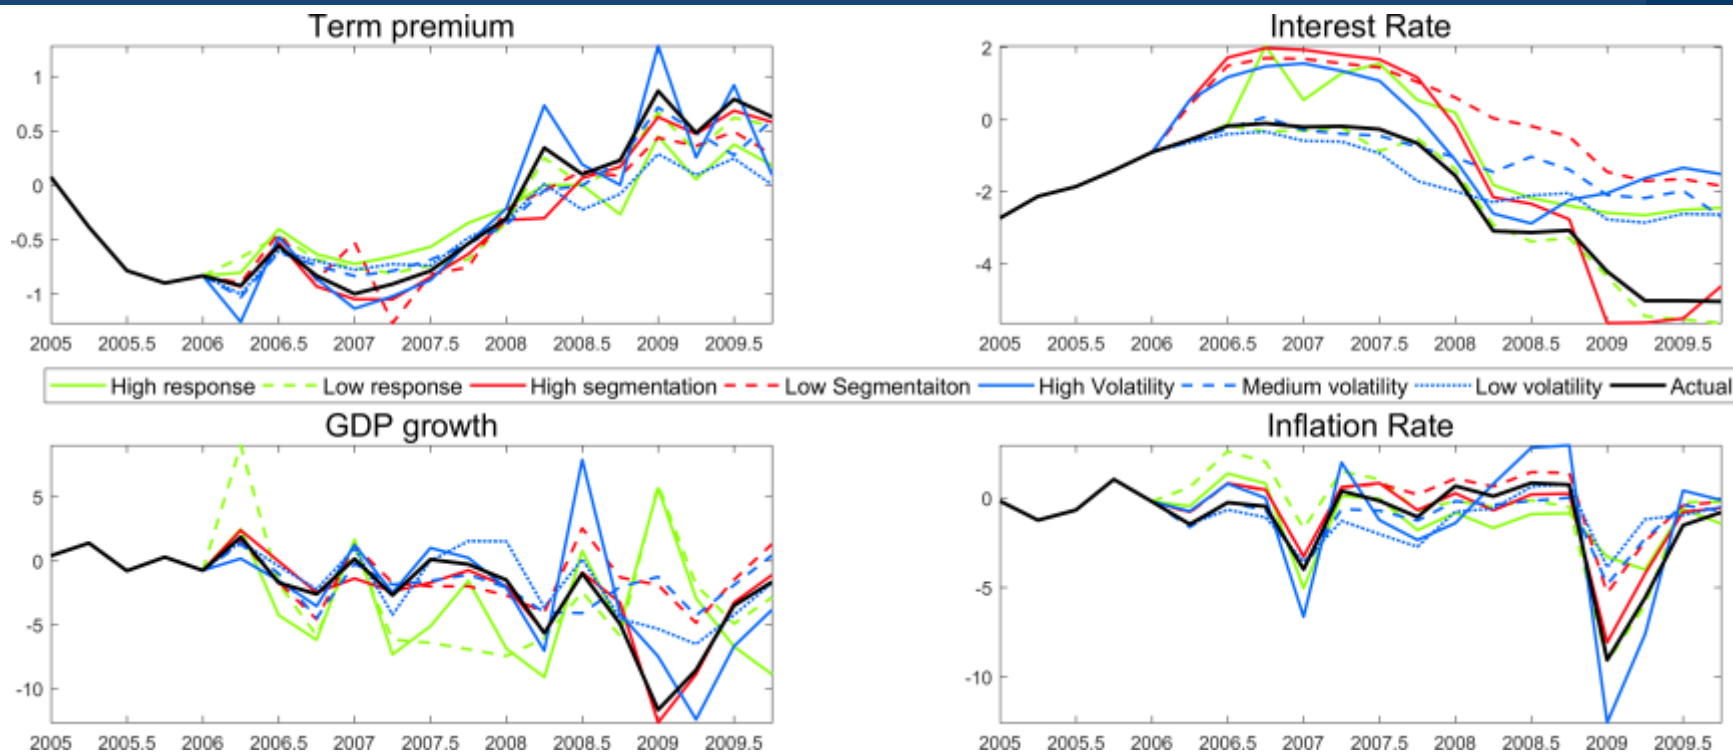 Term premium
1
0.5
0
-0.5
-1
2005 2005.5 2006 2006.5 2007 2007.5 2008 2008.5 2009 2009.5
Interest Rate
2
0
-2
-4
2005 2005.5 2006 2006.5 2007 2007.5 2008 2008.5 2009 2009.5
High response Low response High segmentation Low Segmentaiton High Volatility Medium volatility Low volatility Actual
GDP growth
5
0
-5
-10
2005 2005.5 2006 2006.5 2007 2007.5 2008 2008.5 2009 2009.5
Inflation Rate
0
-5
-10
2005 2005.5 2006 2006.5 2007 2007.5 2008 2008.5 2009 2009.5